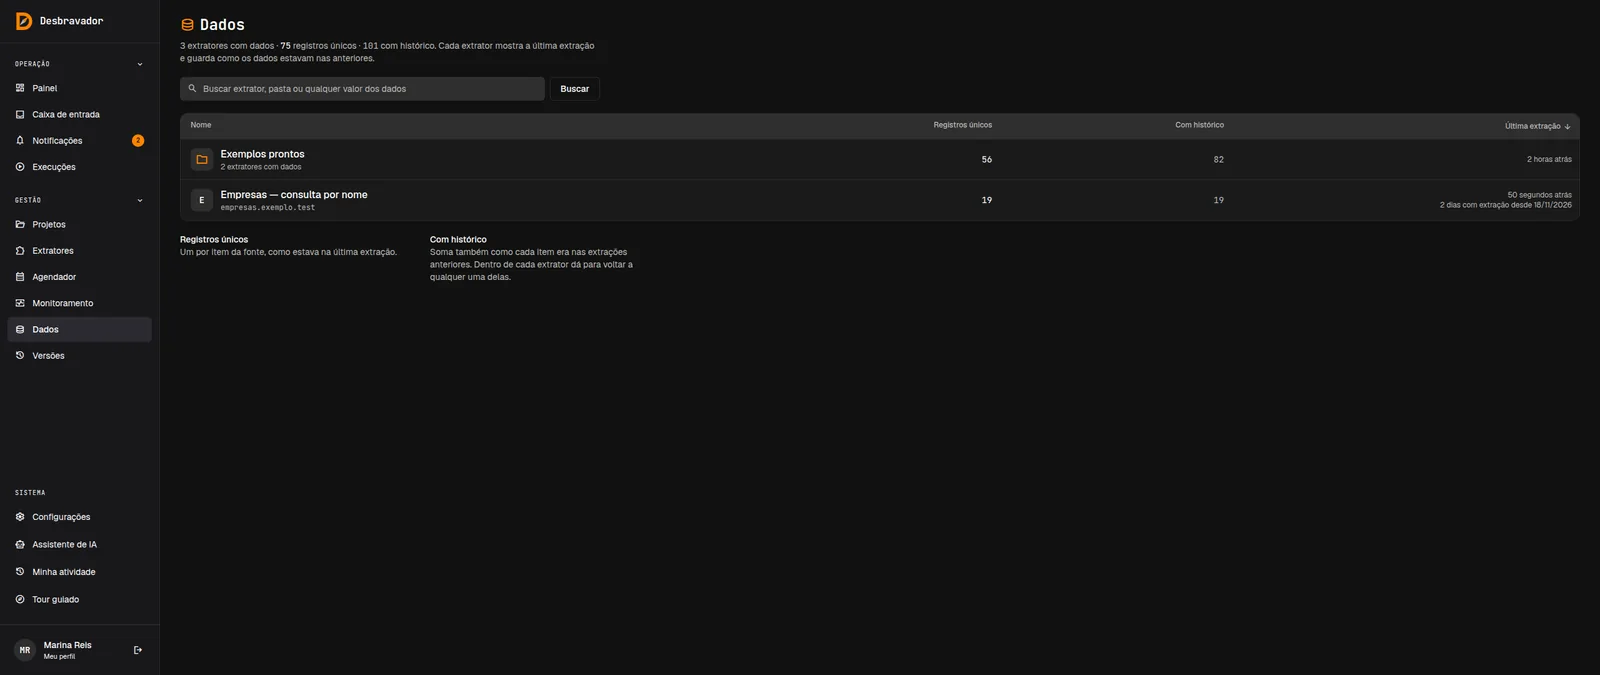 Desbravador
OPERAÇÃO
Painel
Caixa de entrada
Notificações
2
Execuções
GESTÃO
Projetos
Extratores
Agendador
Monitoramento
Dados
Versões
SISTEMA
Configurações
Assistente de IA
Minha atividade
Tour guiado
MR
Marina Reis
Meu perfil
Dados
3 extratores com dados · 75 registros únicos · 101 com histórico. Cada extrator mostra a última extração
e guarda como os dados estavam nas anteriores.
Buscar extrator, pasta ou qualquer valor dos dados
Buscar
Nome Registros únicos Com histórico Última extração ↓
Exemplos prontos
2 extratores com dados
56 82 2 horas atrás
E
Empresas — consulta por nome
empresas.exemplo.test
19 19
50 segundos atrás
2 dias com extração desde 18/11/2026
Registros únicos
Um por item da fonte, como estava na última extração.
Com histórico
Soma também como cada item era nas extrações
anteriores. Dentro de cada extrator dá para voltar a
qualquer uma delas.